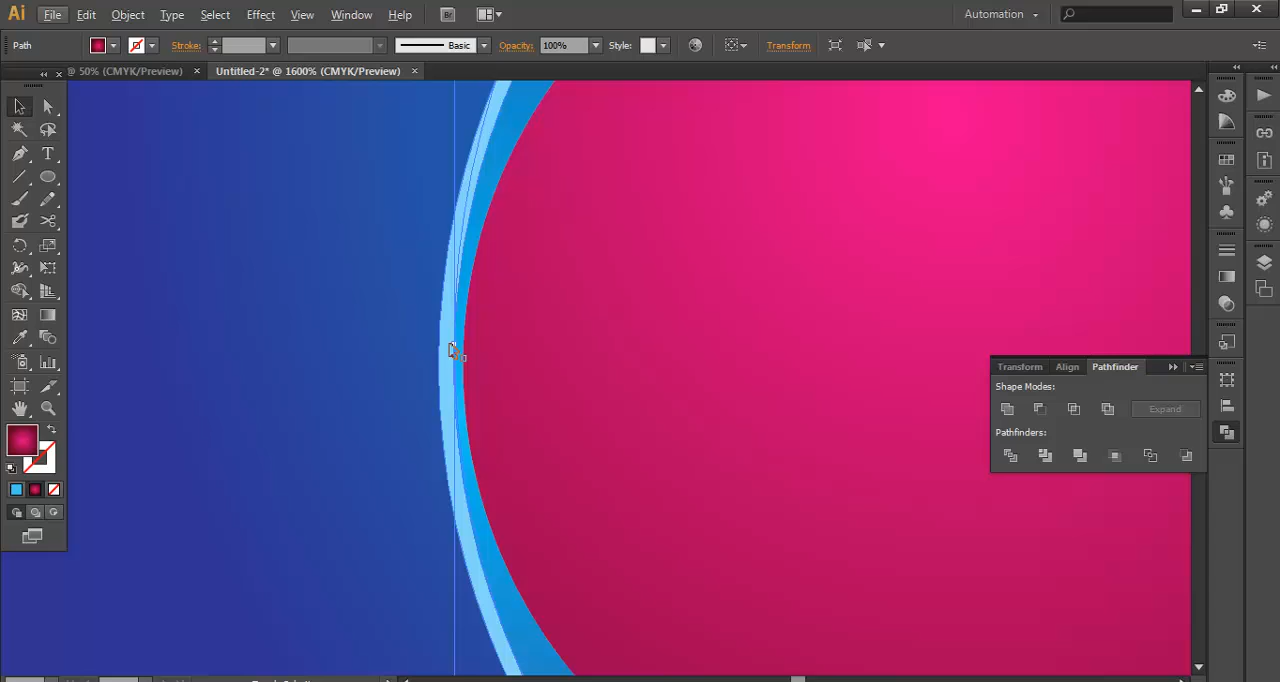 Ai File Edit Object Type Select Effect View Window Help Br Automation
Path Stroke: Basic Opacity: 100% Style: Transform
@ 50% (CMYK/Preview) × Untitled-2* @ 1600% (CMYK/Preview) ×
Transform Align Pathfinder
Shape Modes:
Expand
Pathfinders: